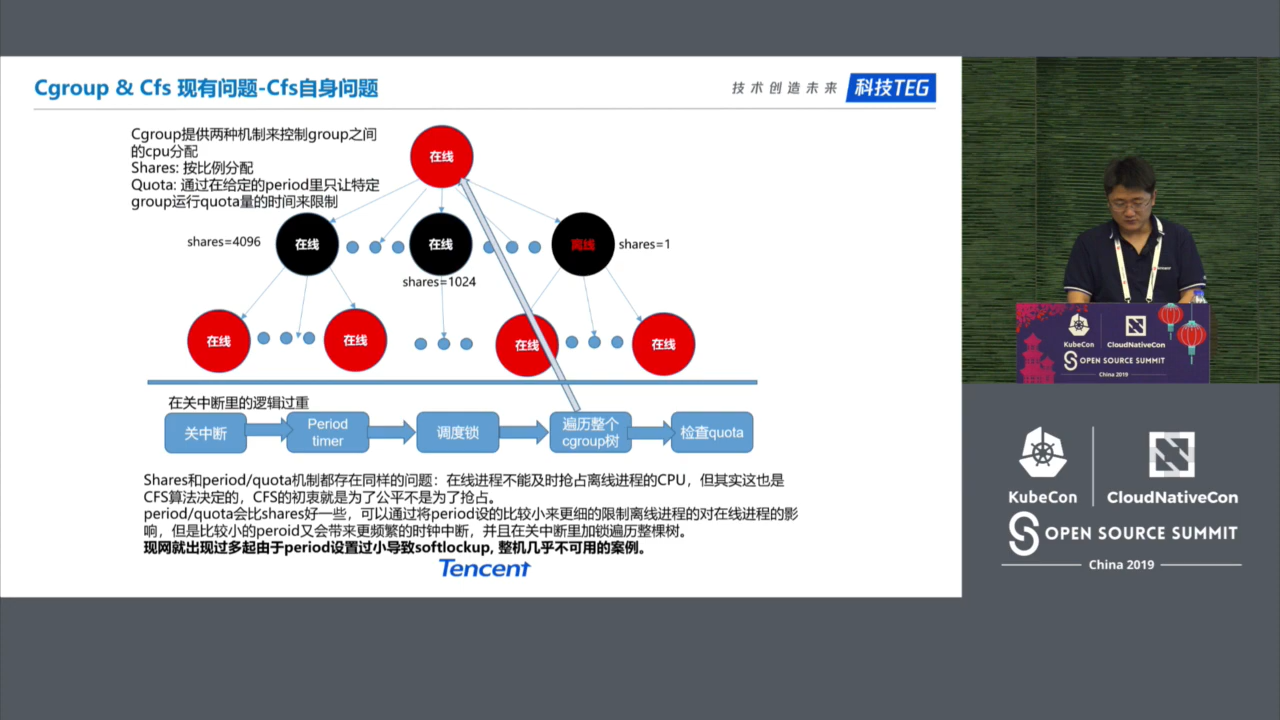 Cgroup & Cfs 现有问题-Cfs自身问题
技术创造未来
科技TEG
Cgroup提供两种机制来控制group之间
的cpu分配
Shares: 按比例分配
Quota: 通过在给定的period里只让特定
group运行quota量的时间来限制
在线
shares=4096
在线
在线
离线
shares=1
shares=1024
在线
在线
在线
在线
在关中断里的逻辑过重
关中断
Period
timer
调度锁
遍历整个
cgroup树
检查quota
Shares和period/quota机制都存在同样的问题：在线进程不能及时抢占离线进程的CPU，但其实这也是
CFS算法决定的，CFS的初衷就是为了公平不是为了抢占。
period/quota会比shares好一些，可以通过将period设的比较小来更细的限制离线进程的对在线进程的影
响，但是比较小的peroid又会带来更频繁的时钟中断，并且在关中断里加锁遍历整棵树。
现网就出现过多起由于period设置过小导致softlockup, 整机几乎不可用的案例。
Tencent
KubeCon
CloudNativeCon
OPEN SOURCE SUMMIT
China 2019
KubeCon
CloudNativeCon
OPEN SOURCE SUMMIT
China 2019